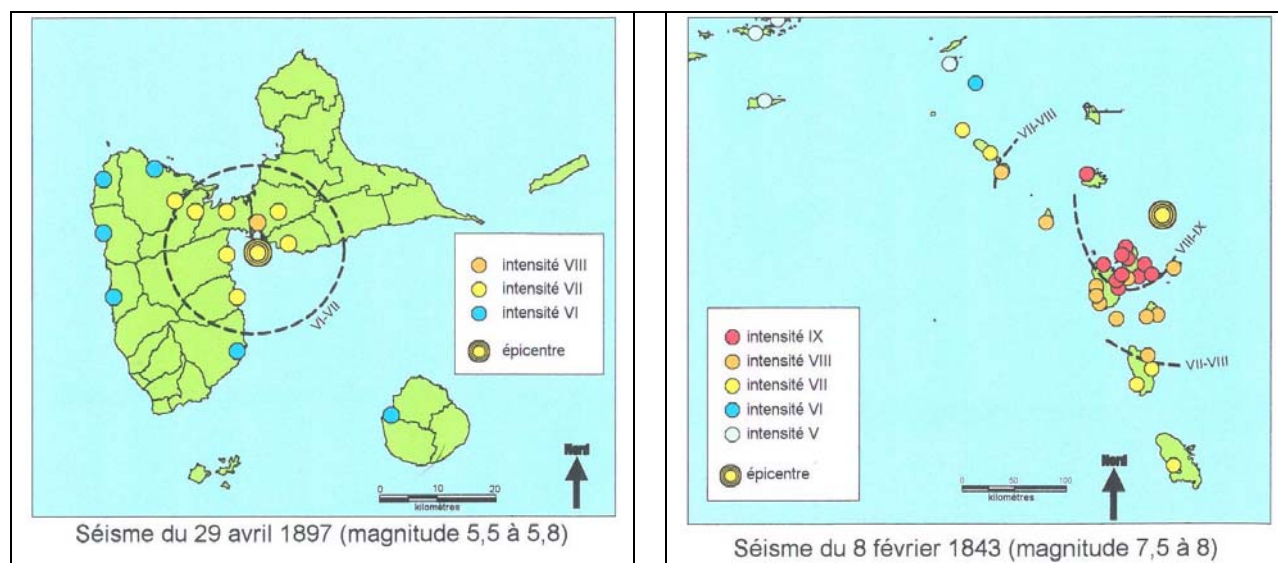 VI-VII
intensité VIII
intensité VII
intensité VI
épicentre
Nord
0 10 20
kilomètres
Séisme du 29 avril 1897 (magnitude 5,5 à 5,8)
VII-VIII
VIII-IX
VII-VIII
intensité IX
intensité VIII
intensité VII
intensité VI
intensité V
épicentre
Nord
0 50 100
kilomètres
Séisme du 8 février 1843 (magnitude 7,5 à 8)